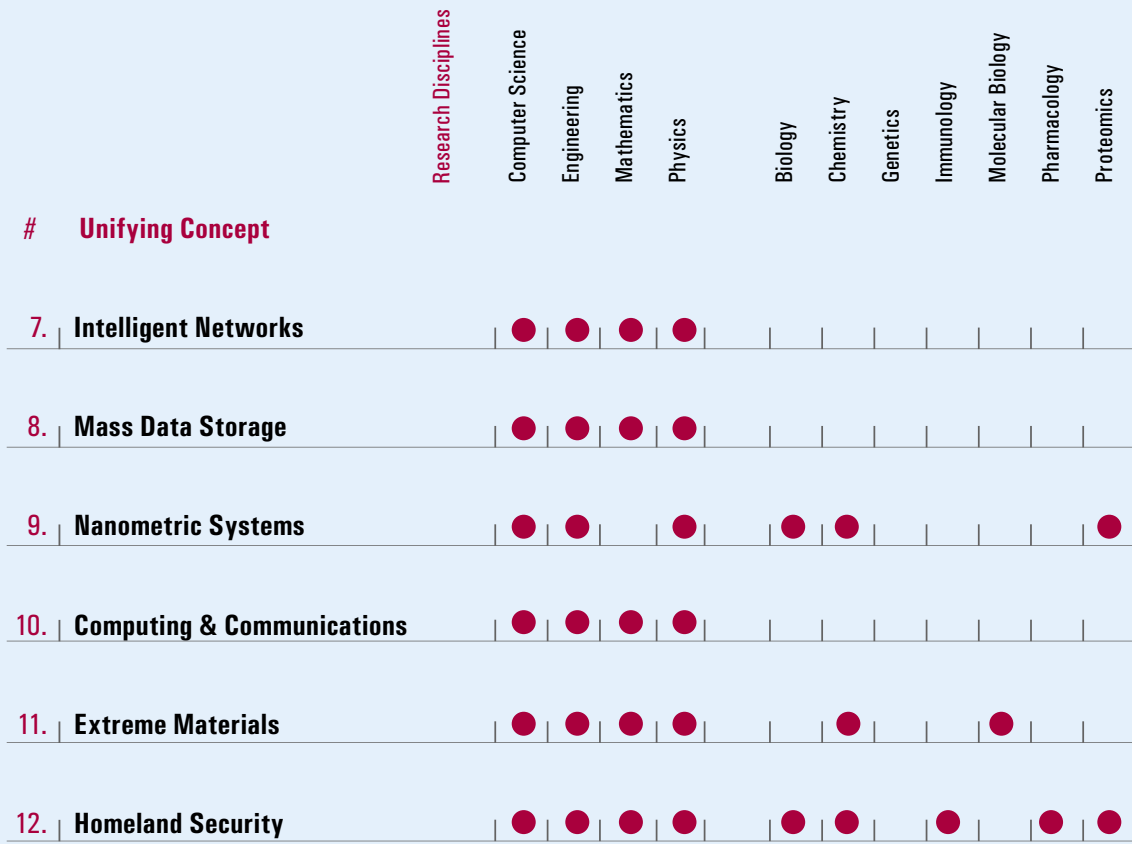 Research Disciplines
Computer Science
Engineering
Mathematics
Physics
Biology
Chemistry
Genetics
Immunology
Molecular Biology
Pharmacology
Proteomics
# Unifying Concept
7. Intelligent Networks
8. Mass Data Storage
9. Nanometric Systems
10. Computing & Communications
11. Extreme Materials
12. Homeland Security